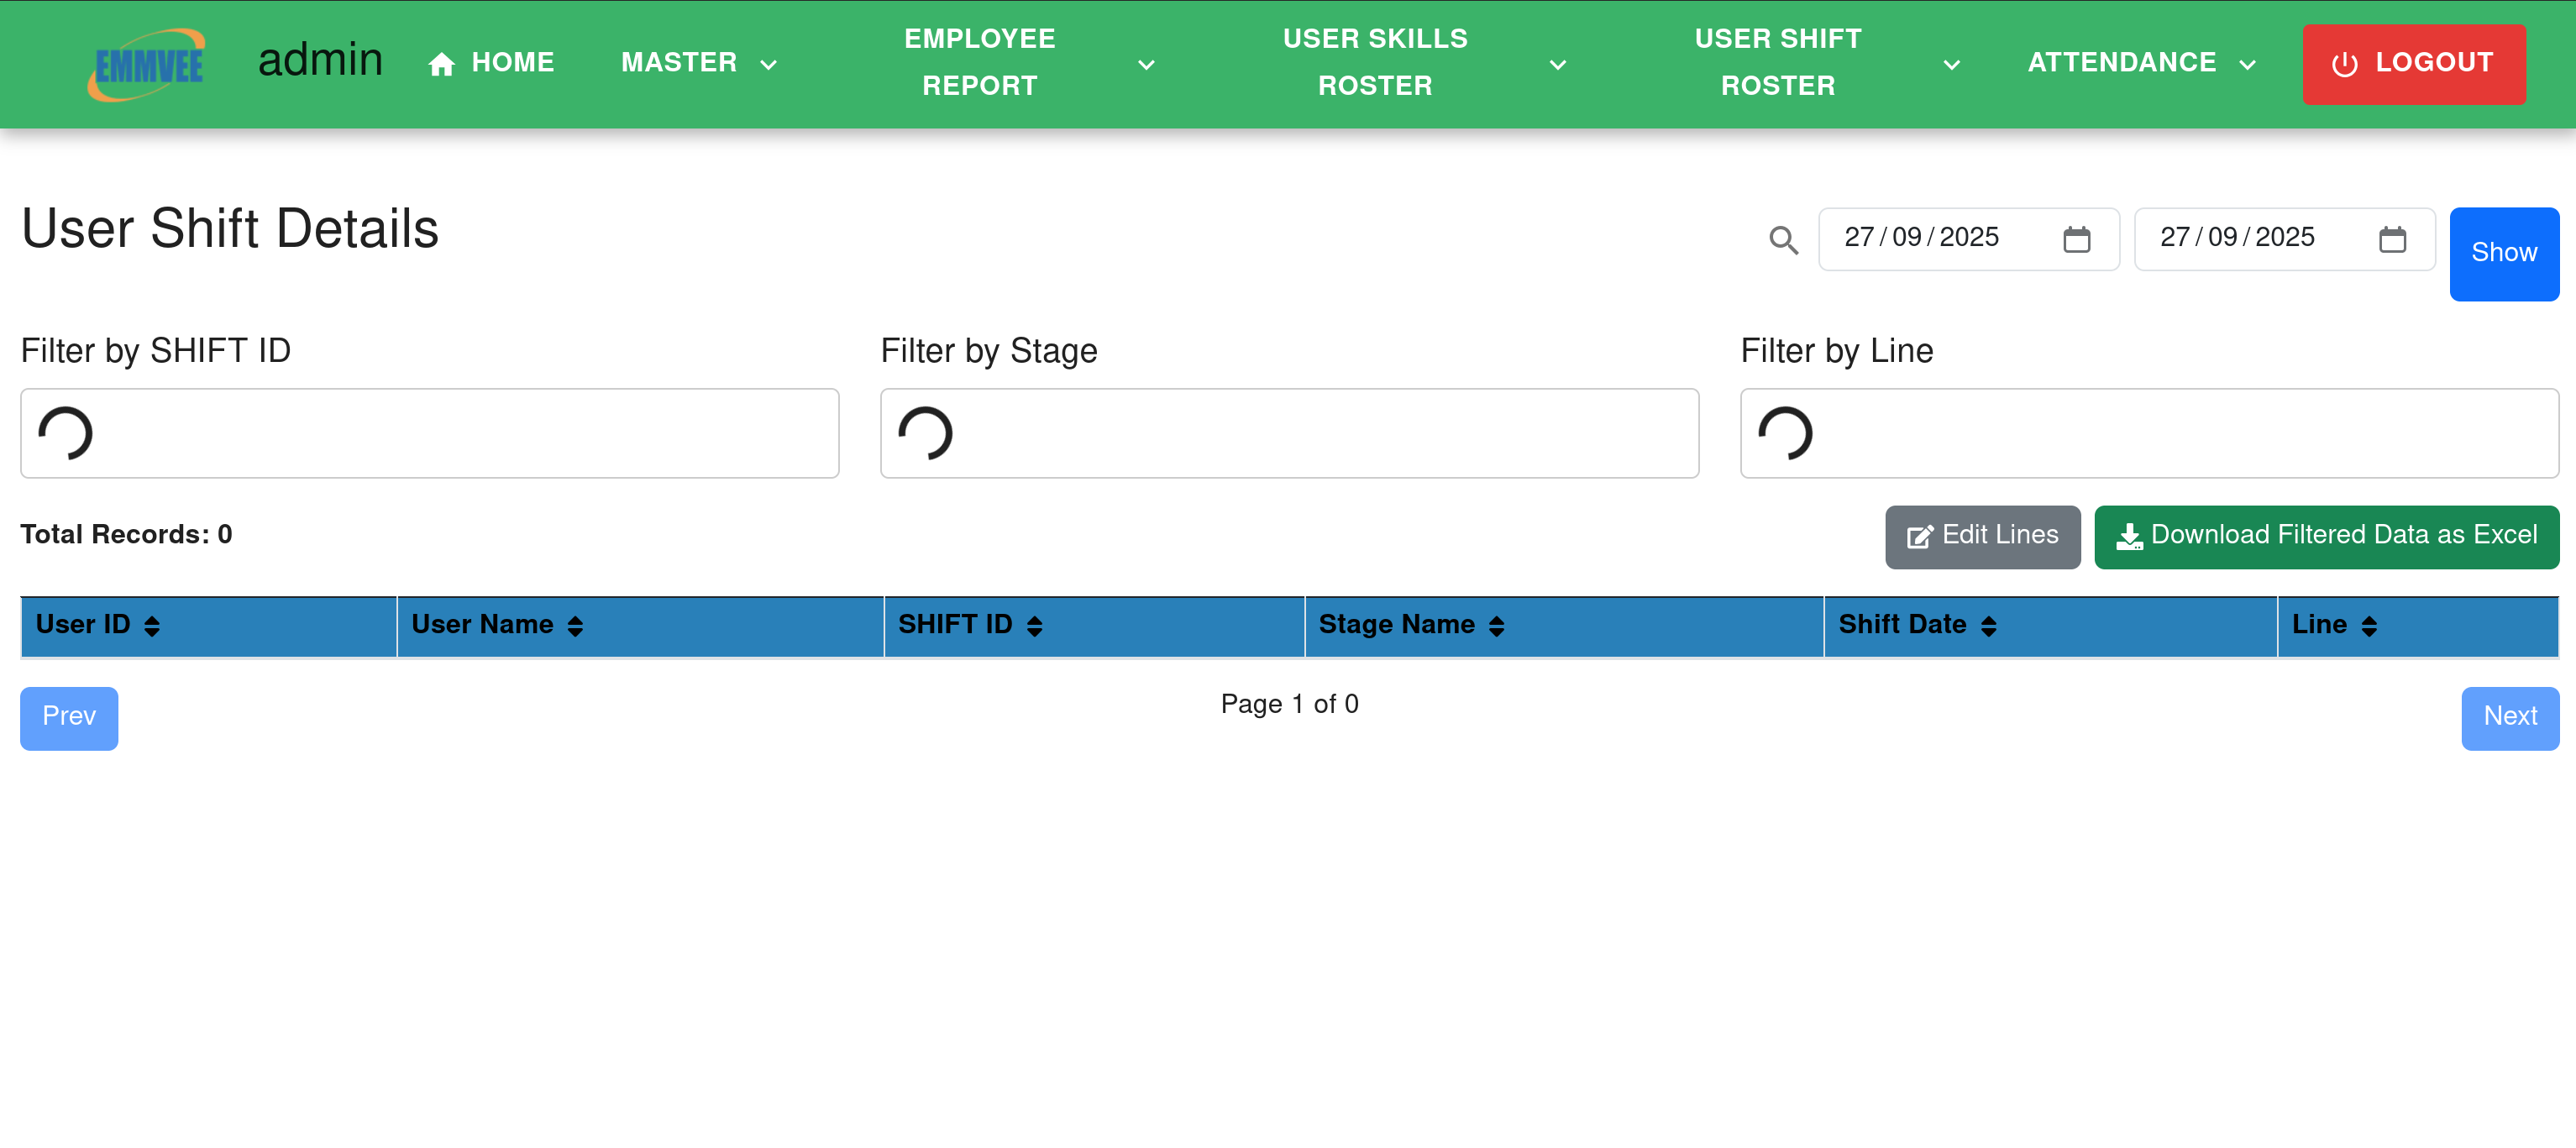 EMMVEE
admin
HOME
MASTER
EMPLOYEE
REPORT
USER SKILLS
ROSTER
USER SHIFT
ROSTER
ATTENDANCE
LOGOUT
User Shift Details
27/09/2025
27/09/2025
Show
Filter by SHIFT ID
Filter by Stage
Filter by Line
Total Records: 0
Edit Lines
Download Filtered Data as Excel
User ID
User Name
SHIFT ID
Stage Name
Shift Date
Line
Prev
Page 1 of 0
Next